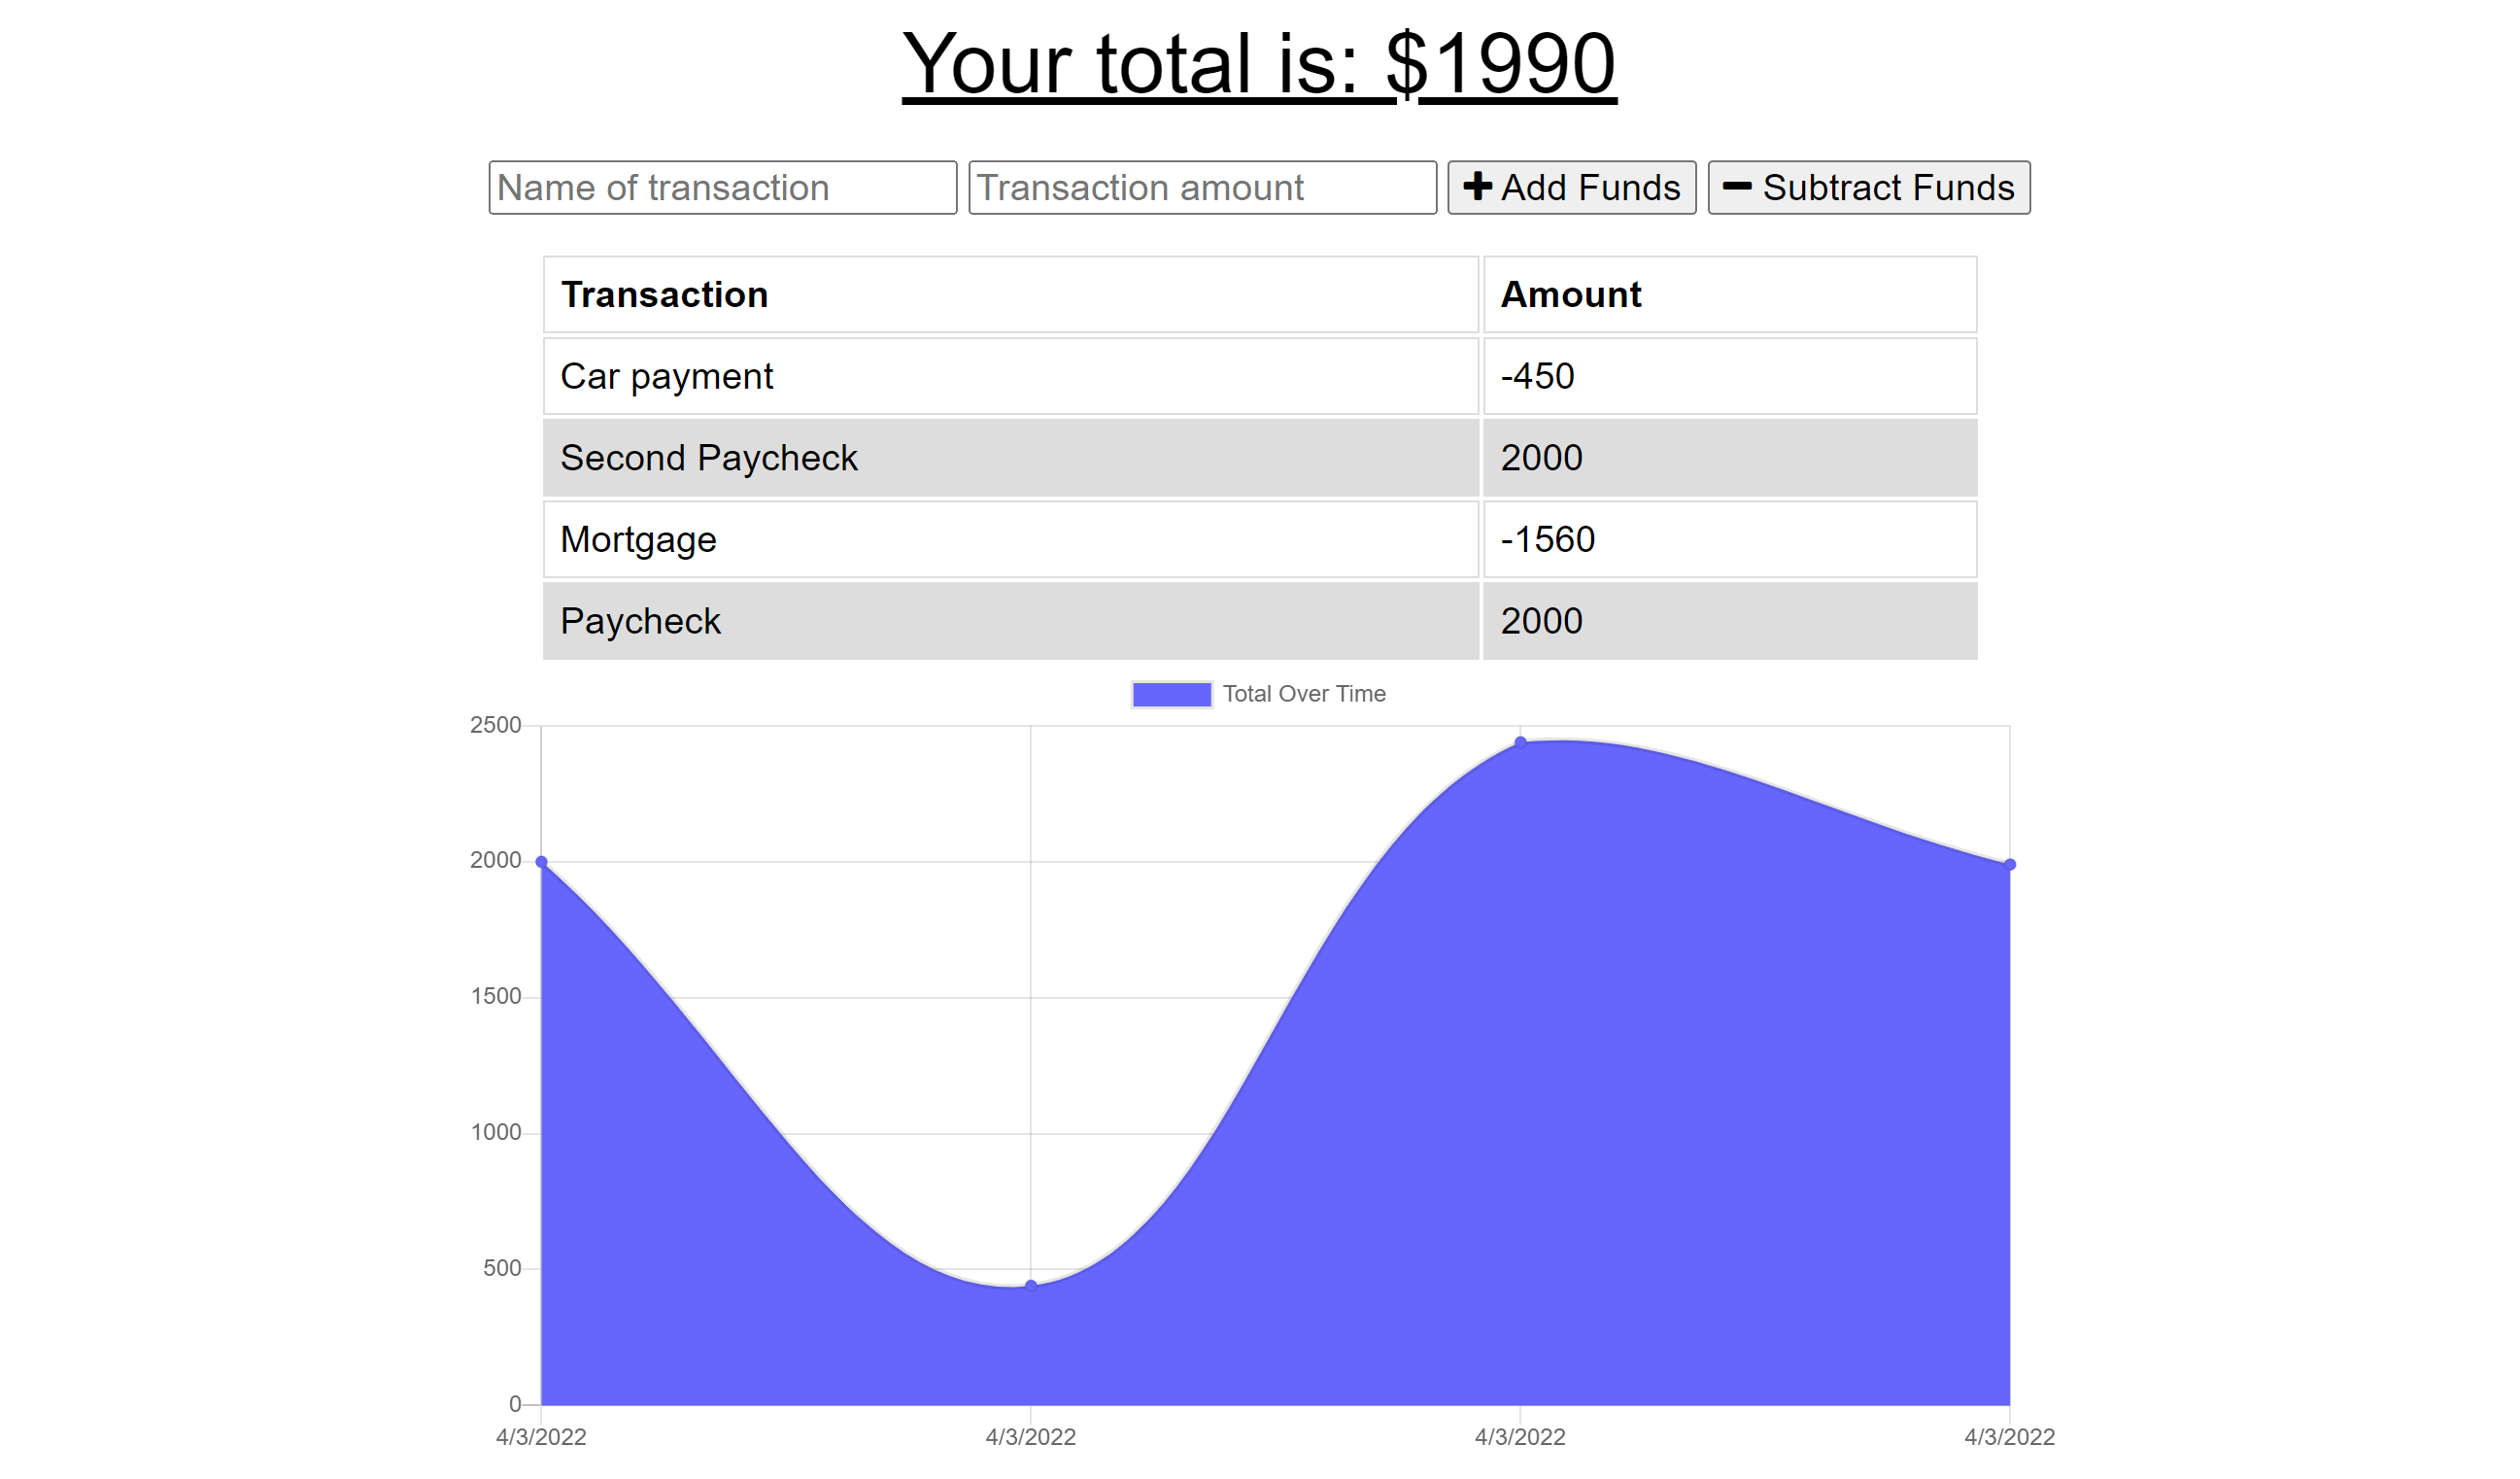 Your total is: $1990
Name of transaction Transaction amount Add Funds Subtract Funds
Transaction Amount
Car payment -450
Second Paycheck 2000
Mortgage -1560
Paycheck 2000
Total Over Time
2500
2000
1500
1000
500
0
4/3/2022 4/3/2022 4/3/2022 4/3/2022